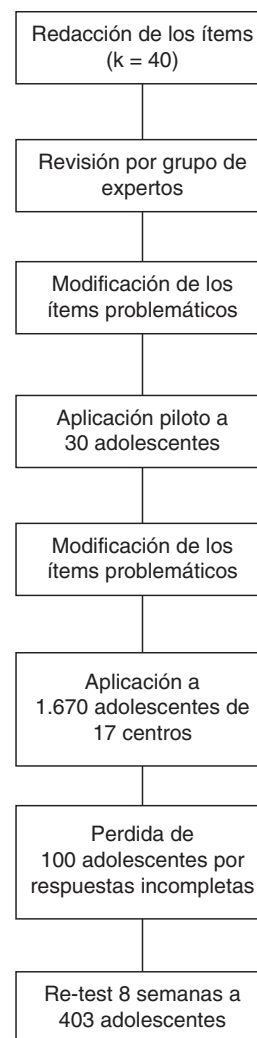 Redacción de los ítems
(k = 40)
Revisión por grupo de
expertos
Modificación de los
ítems problemáticos
Aplicación piloto a
30 adolescentes
Modificación de los
ítems problemáticos
Aplicación a
1.670 adolescentes de
17 centros
Perdida de
100 adolescentes por
respuestas incompletas
Re-test 8 semanas a
403 adolescentes